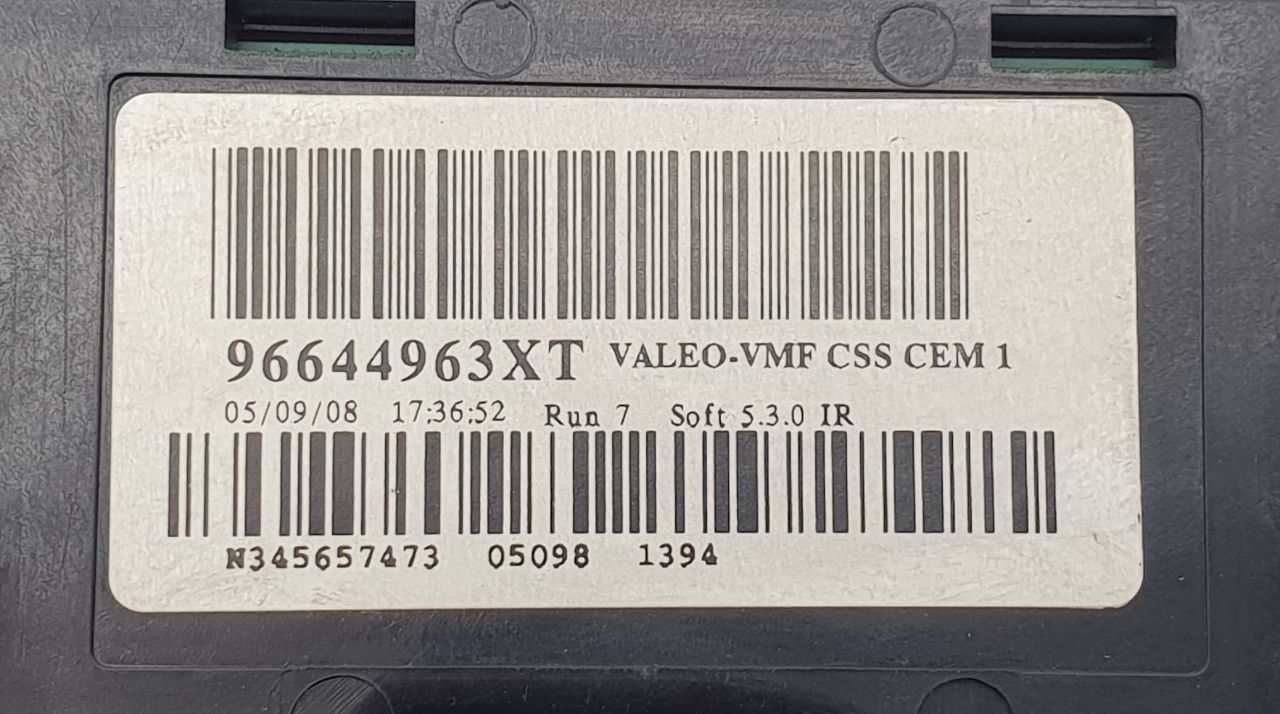 96644963XT VALEO-VMF CSS CEM 1
05/09/08 17:36:52 Run 7 Soft 5.3.0 IR
N345657473 05098 1394